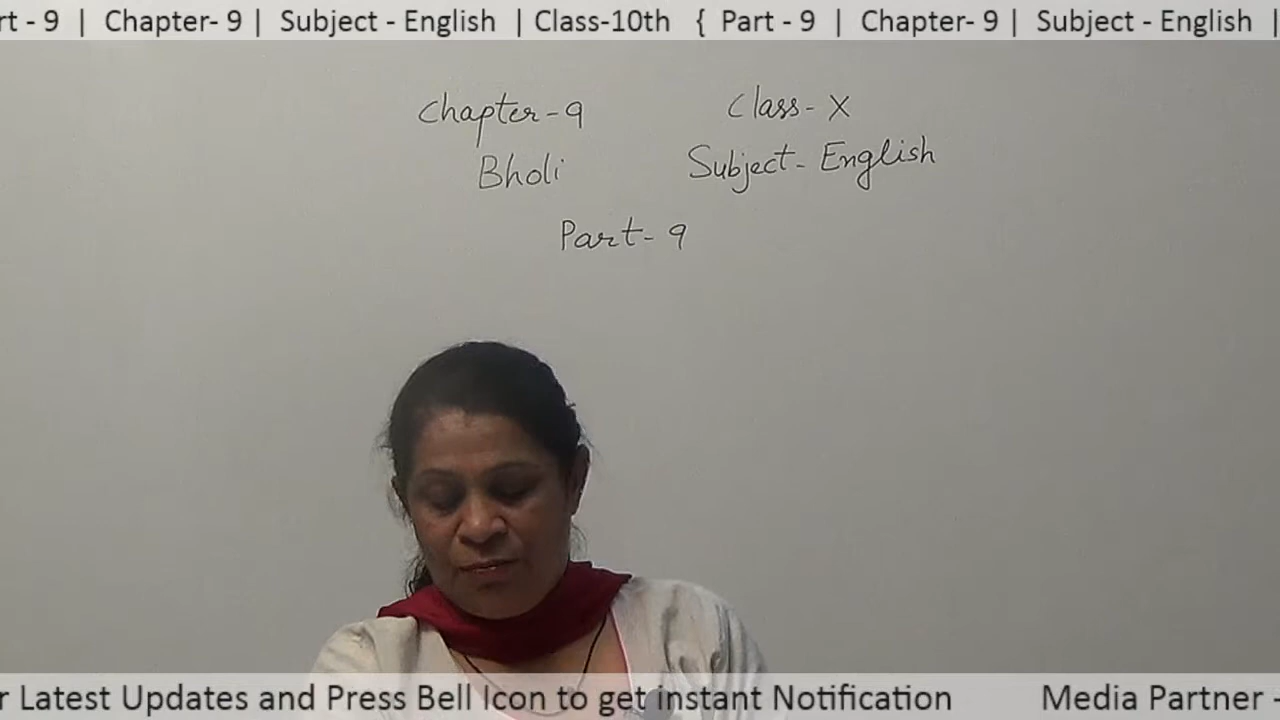 rt - 9 | Chapter- 9 | Subject - English | Class-10th { Part - 9 | Chapter- 9 | Subject - English |
Chapter-9 Class- X
Bholi Subject- English
Part- 9
r Latest Updates and Press Bell Icon to get instant Notification Media Partner -